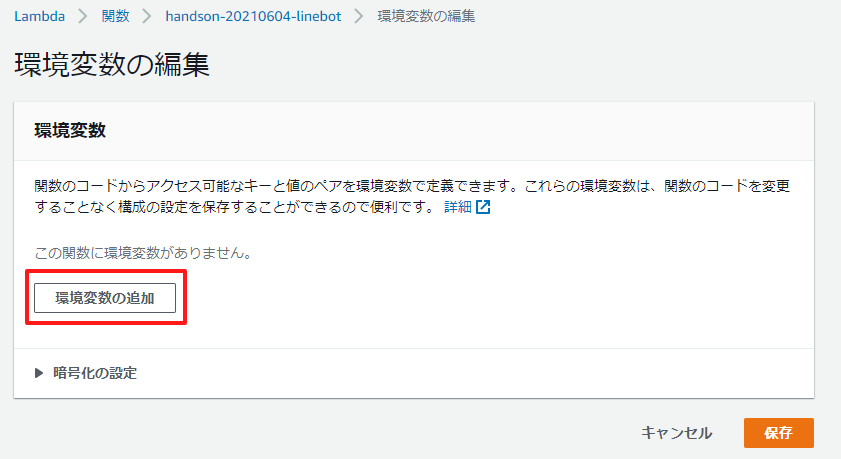 Lambda > 関数 > handson-20210604-linebot > 環境変数の編集
環境変数の編集
環境変数
関数のコードからアクセス可能なキーと値のペアを環境変数で定義できます。これらの環境変数は、関数のコードを変更
することなく構成の設定を保存することができるので便利です。 詳細
この関数に環境変数がありません。
環境変数の追加
暗号化の設定
キャンセル 保存